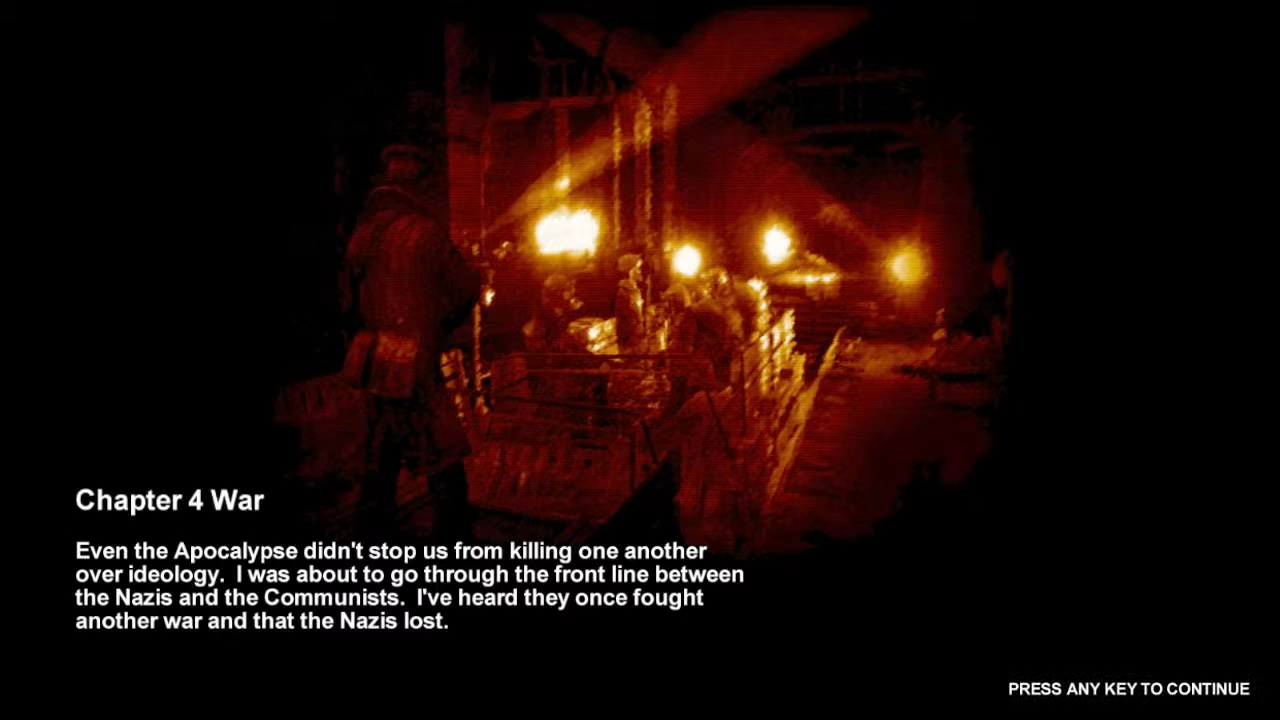 Chapter 4 War
Even the Apocalypse didn't stop us from killing one another
over ideology.  I was about to go through the front line between
the Nazis and the Communists.  I've heard they once fought
another war and that the Nazis lost.
PRESS ANY KEY TO CONTINUE